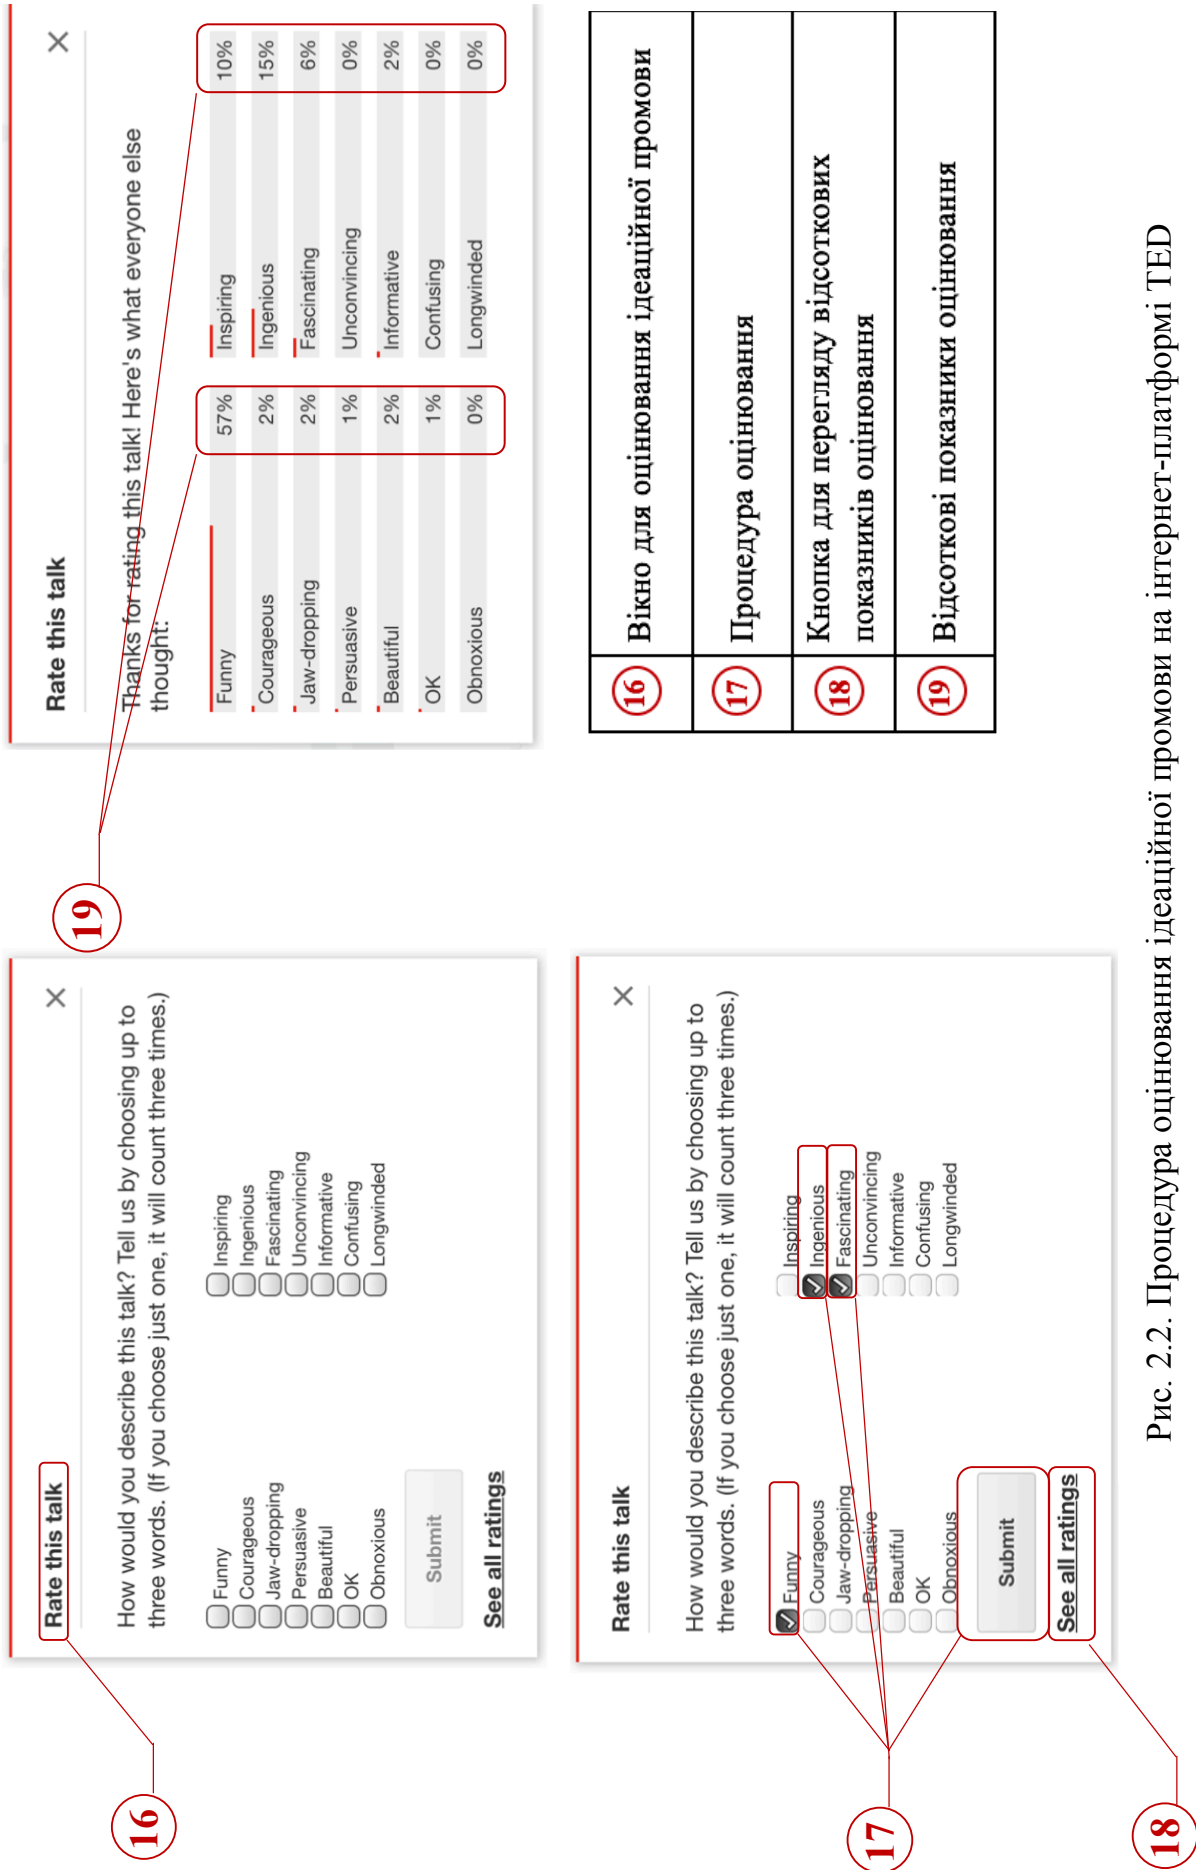 16
Rate this talk
How would you describe this talk? Tell us by choosing up to
three words. (If you choose just one, it will count three times.)
Funny
Inspiring
Courageous
Ingenious
Jaw-dropping
Fascinating
Persuasive
Unconvincing
Beautiful
Informative
OK
Confusing
Obnoxious
Longwinded
Submit
See all ratings
19
Rate this talk
Thanks for rating this talk! Here's what everyone else
thought:
Funny 57%
Inspiring 10%
Courageous 2%
Ingenious 15%
Jaw-dropping 2%
Fascinating 6%
Persuasive 1%
Unconvincing 0%
Beautiful 2%
Informative 2%
OK 1%
Confusing 0%
Obnoxious 0%
Longwinded 0%
17
18
Rate this talk
How would you describe this talk? Tell us by choosing up to
three words. (If you choose just one, it will count three times.)
Funny
Inspiring
Courageous
Ingenious
Jaw-dropping
Fascinating
Persuasive
Unconvincing
Beautiful
Informative
OK
Confusing
Obnoxious
Longwinded
Submit
See all ratings
16 Вікно для оцінювання ідеаційної промови
17 Процедура оцінювання
18 Кнопка для перегляду відсоткових
показників оцінювання
19 Відсоткові показники оцінювання
Рис. 2.2. Процедура оцінювання ідеаційної промови на інтернет-платформі TED